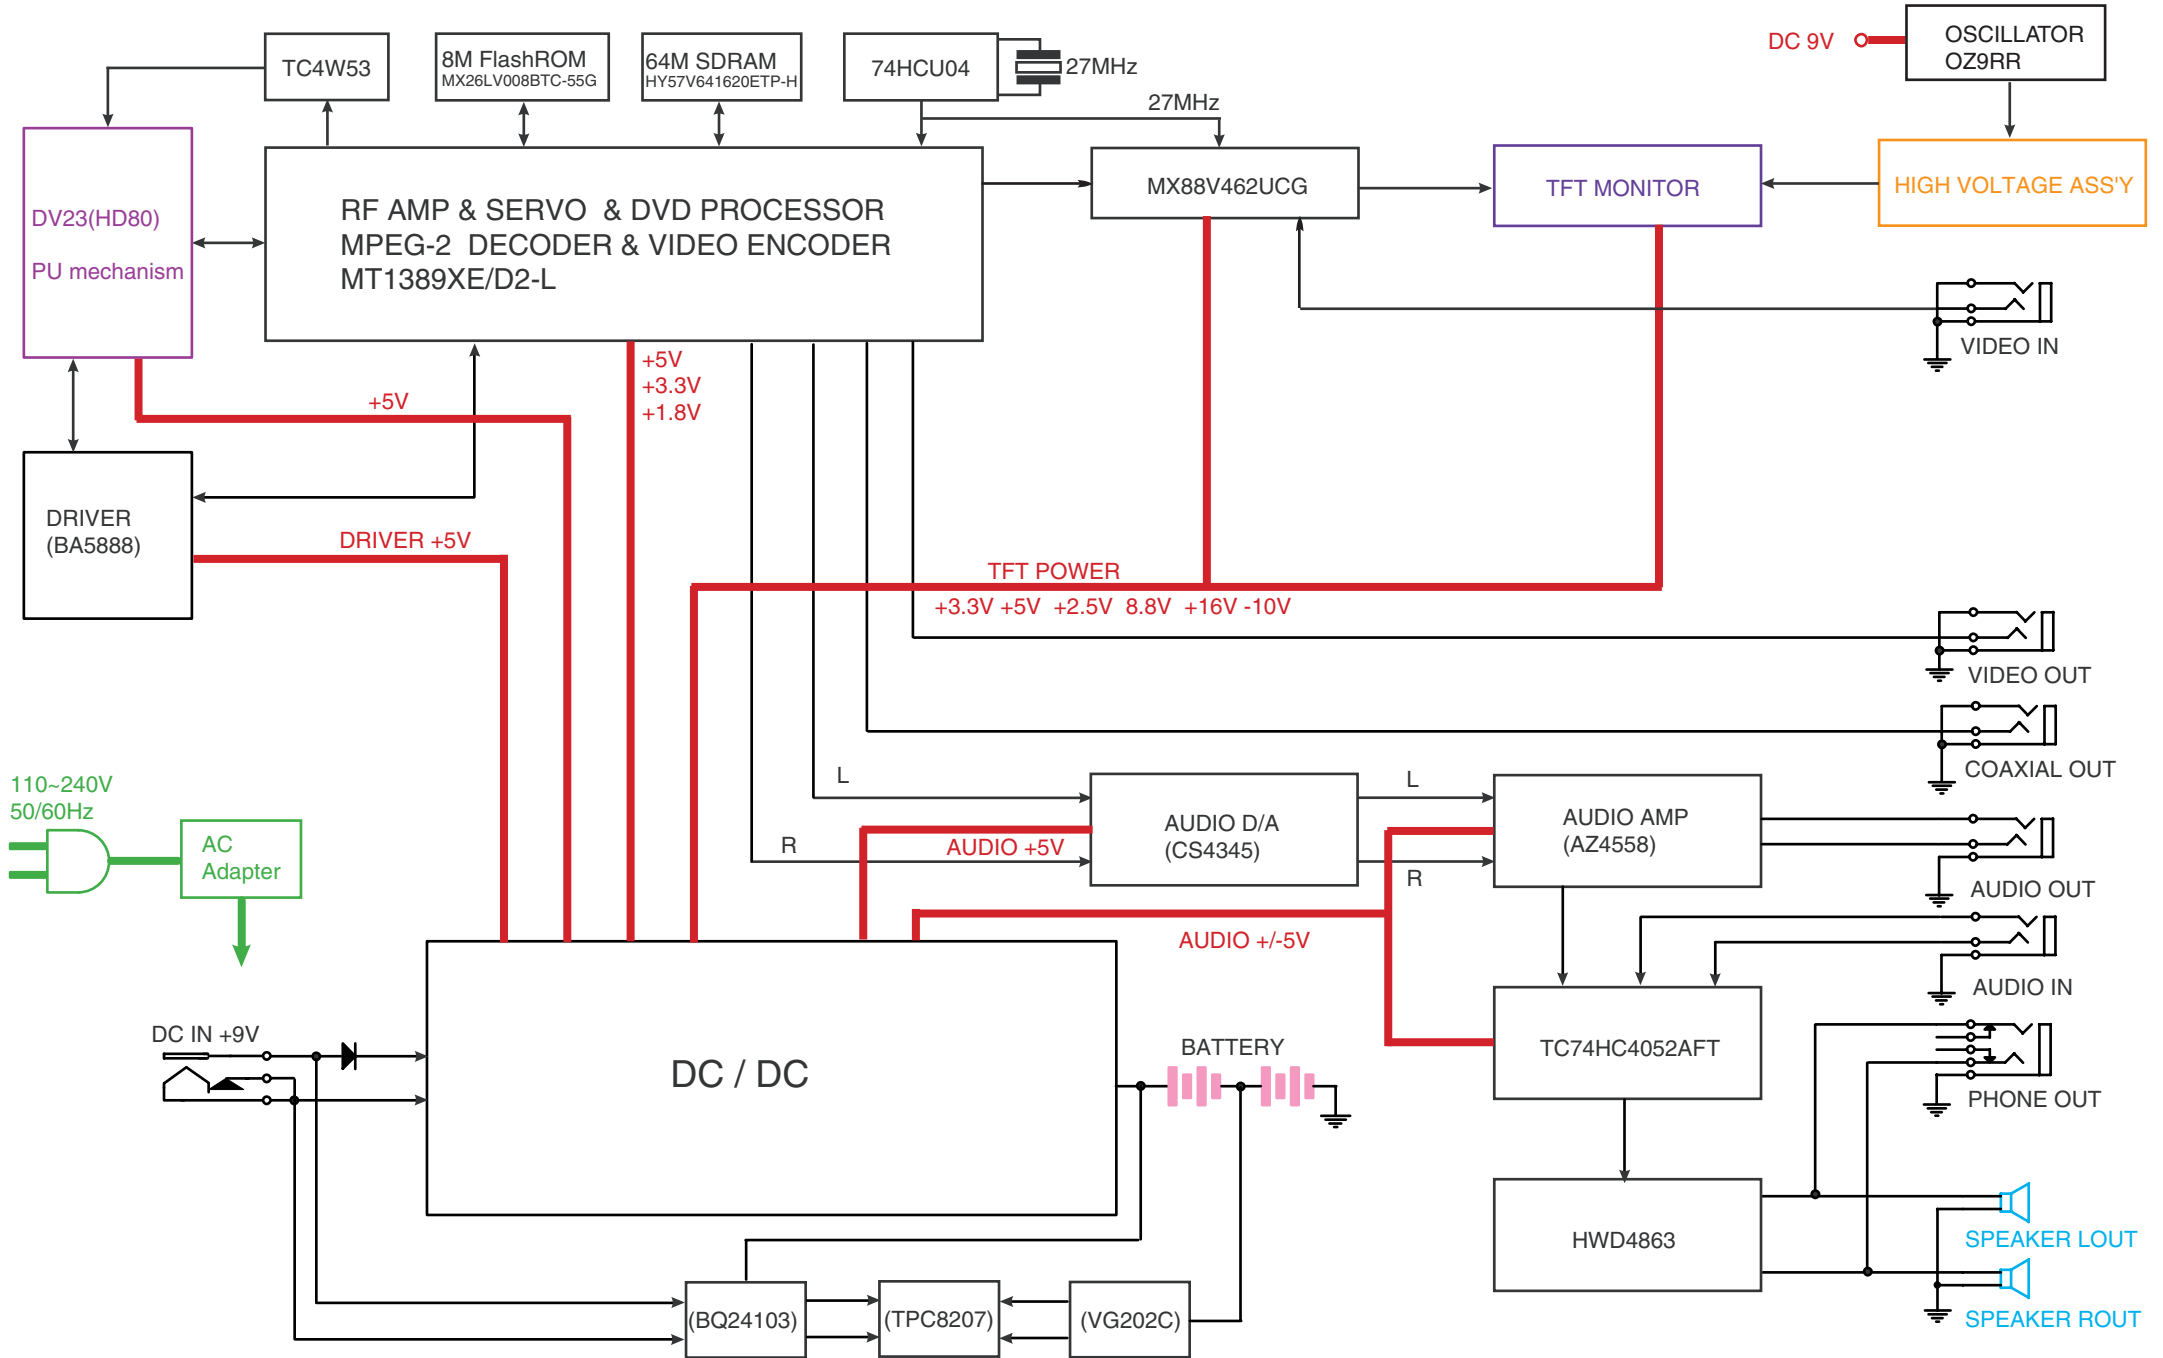 DC 9V
OSCILLATOR
OZ9RR
TC4W53
8M FlashROM
MX26LV008BTC-55G
64M SDRAM
HY57V641620ETP-H
74HCU04
27MHz
27MHz
DV23(HD80)
PU mechanism
RF AMP & SERVO & DVD PROCESSOR
MPEG-2 DECODER & VIDEO ENCODER
MT1389XE/D2-L
MX88V462UCG
TFT MONITOR
HIGH VOLTAGE ASS'Y
VIDEO IN
+5V
+5V
+3.3V
+1.8V
DRIVER
(BA5888)
DRIVER +5V
TFT POWER
+3.3V +5V +2.5V 8.8V +16V -10V
VIDEO OUT
COAXIAL OUT
110~240V
50/60Hz
AC
Adapter
L
R
AUDIO +5V
AUDIO D/A
(CS4345)
L
R
AUDIO AMP
(AZ4558)
AUDIO OUT
AUDIO +/-5V
AUDIO IN
DC IN +9V
DC / DC
BATTERY
TC74HC4052AFT
PHONE OUT
HWD4863
SPEAKER LOUT
SPEAKER ROUT
(BQ24103)
(TPC8207)
(VG202C)